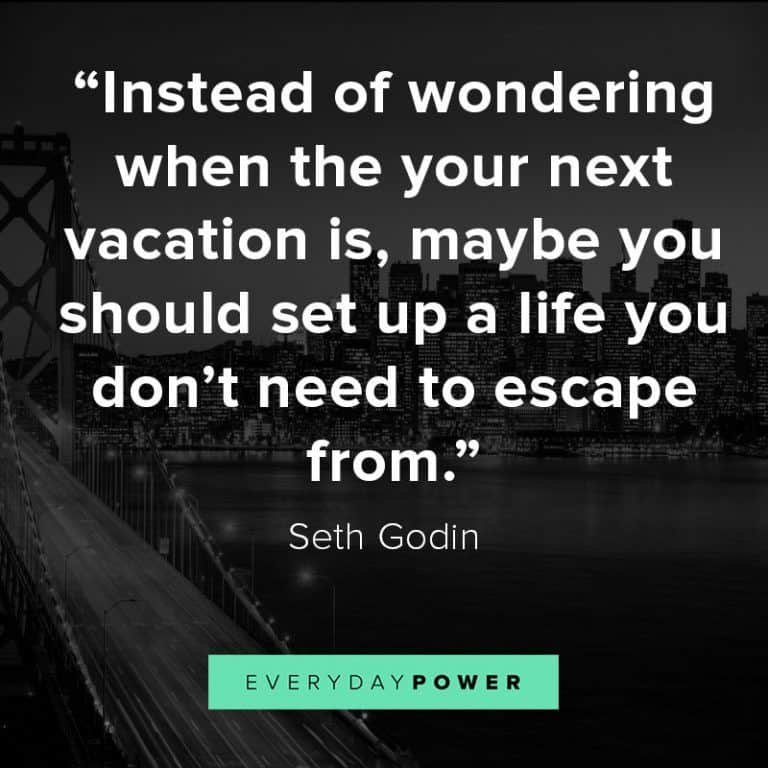 “Instead of wondering
when the your next
vacation is, maybe you
should set up a life you
don’t need to escape
from.”
Seth Godin
EVERYDAYPOWER